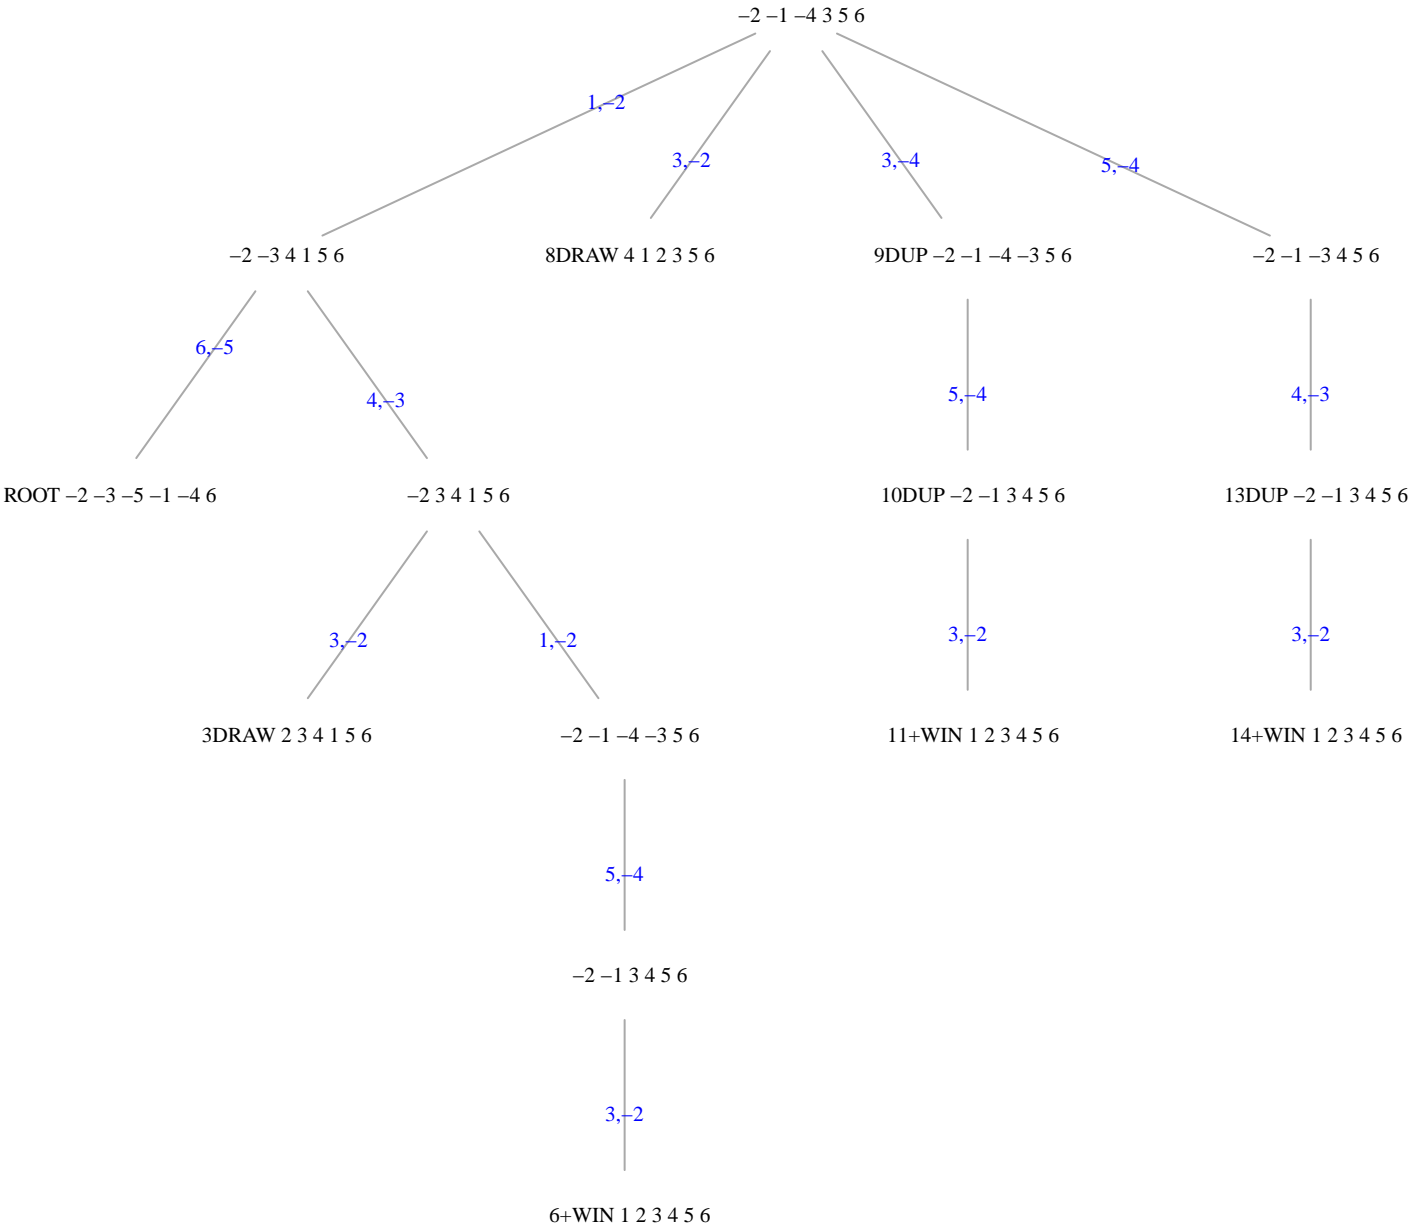 –2 –1 –4 3 5 6
1,–2
3,–2
3,–4
5,–4
–2 –3 4 1 5 6
8DRAW 4 1 2 3 5 6
9DUP –2 –1 –4 –3 5 6
–2 –1 –3 4 5 6
6,–5
4,–3
5,–4
4,–3
ROOT –2 –3 –5 –1 –4 6
–2 3 4 1 5 6
10DUP –2 –1 3 4 5 6
13DUP –2 –1 3 4 5 6
3,–2
1,–2
3,–2
3,–2
3DRAW 2 3 4 1 5 6
–2 –1 –4 –3 5 6
11+WIN 1 2 3 4 5 6
14+WIN 1 2 3 4 5 6
5,–4
–2 –1 3 4 5 6
3,–2
6+WIN 1 2 3 4 5 6